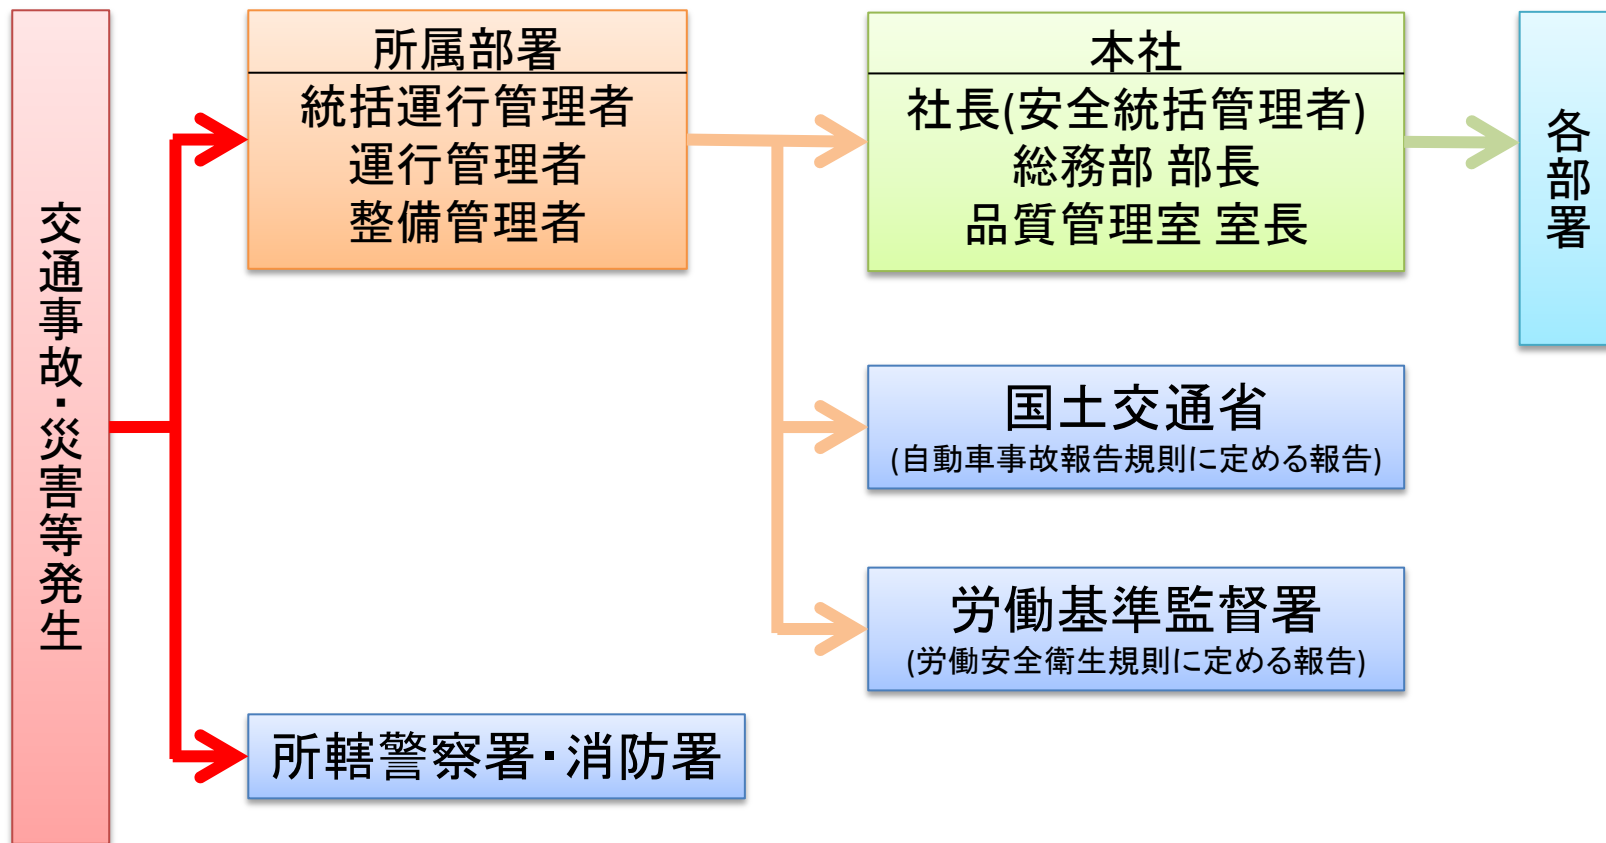 交通事故・災害等発生
所属部署
統括運行管理者
運行管理者
整備管理者
本社
社長(安全統括管理者)
総務部 部長
品質管理室 室長
各部署
国土交通省
(自動車事故報告規則に定める報告)
労働基準監督署
(労働安全衛生規則に定める報告)
所轄警察署・消防署